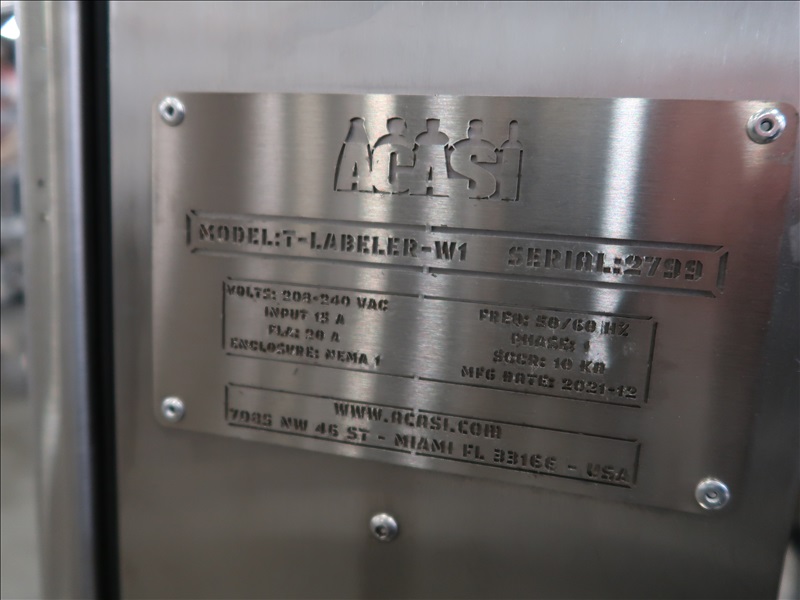 ACASI
MODEL:T-LABELER-W1 SERIAL:2799
VOLTS: 208-240 VAC
INPUT 15 A
FLA: 20 A
ENCLOSURE: NEMA 1
FREQ: 50/60 HZ
PHASE: 1
SCCR: 10 KA
MFG DATE: 2021-12
WWW.ACASI.COM
7085 NW 46 ST - MIAMI FL 33166 - USA